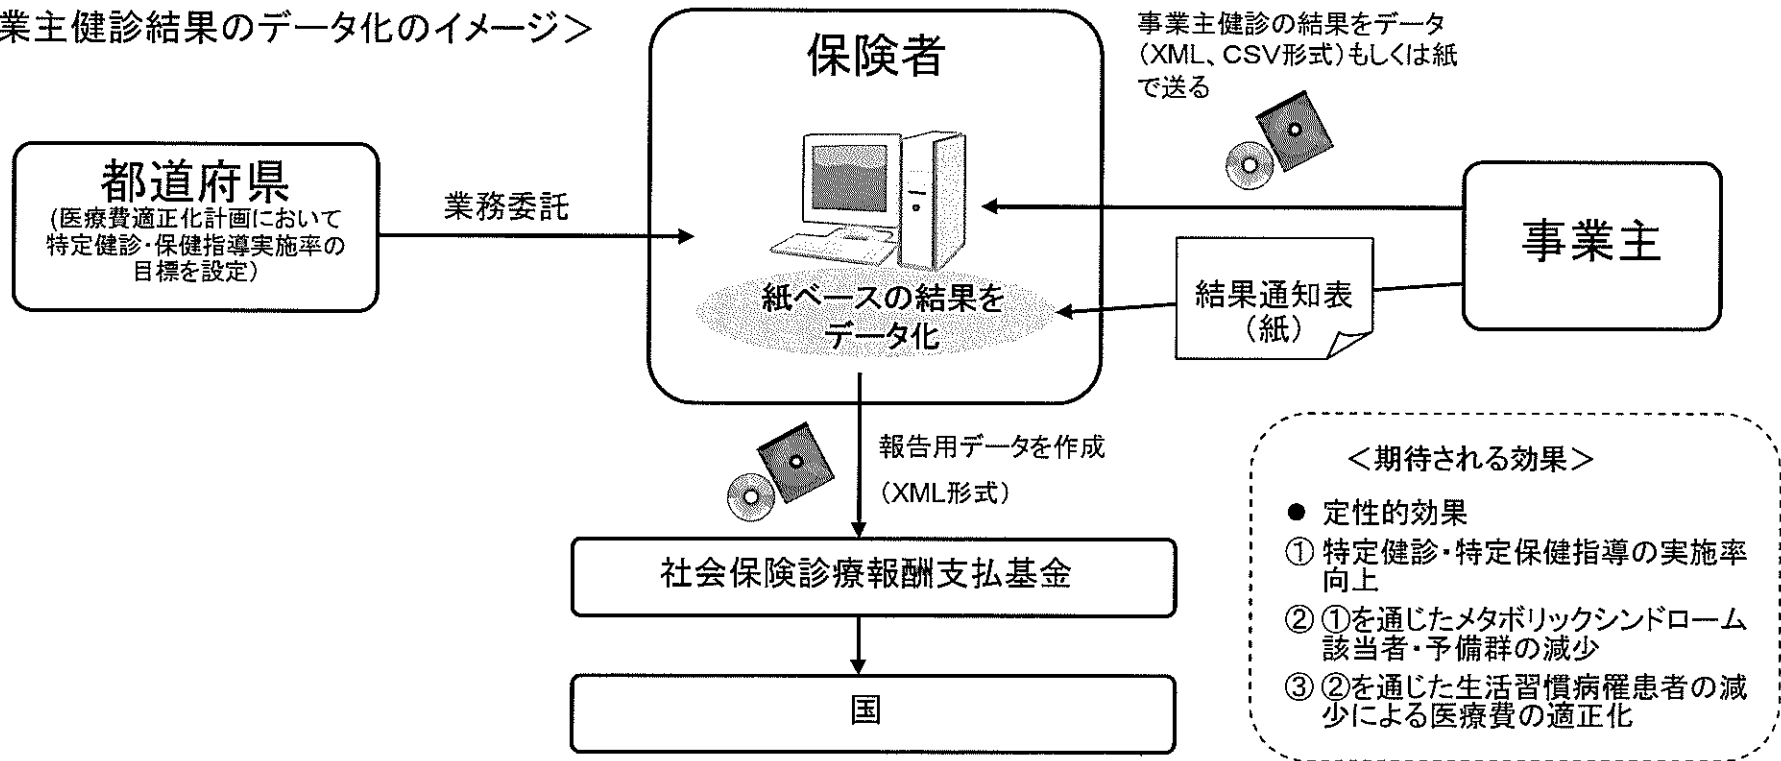 業主健診結果のデータ化のイメージ＞
保険者
事業主健診の結果をデータ
（XML、CSV形式）もしくは紙
で送る
都道府県
(医療費適正化計画において
特定健診・保健指導実施率の
目標を設定）
業務委託
事業主
紙ベースの結果を
データ化
結果通知表
（紙）
報告用データを作成
（XML形式）
社会保険診療報酬支払基金
国
＜期待される効果＞
● 定性的効果
① 特定健診・特定保健指導の実施率
向上
② ①を通じたメタボリックシンドローム
該当者・予備群の減少
③ ②を通じた生活習慣病罹患者の減
少による医療費の適正化